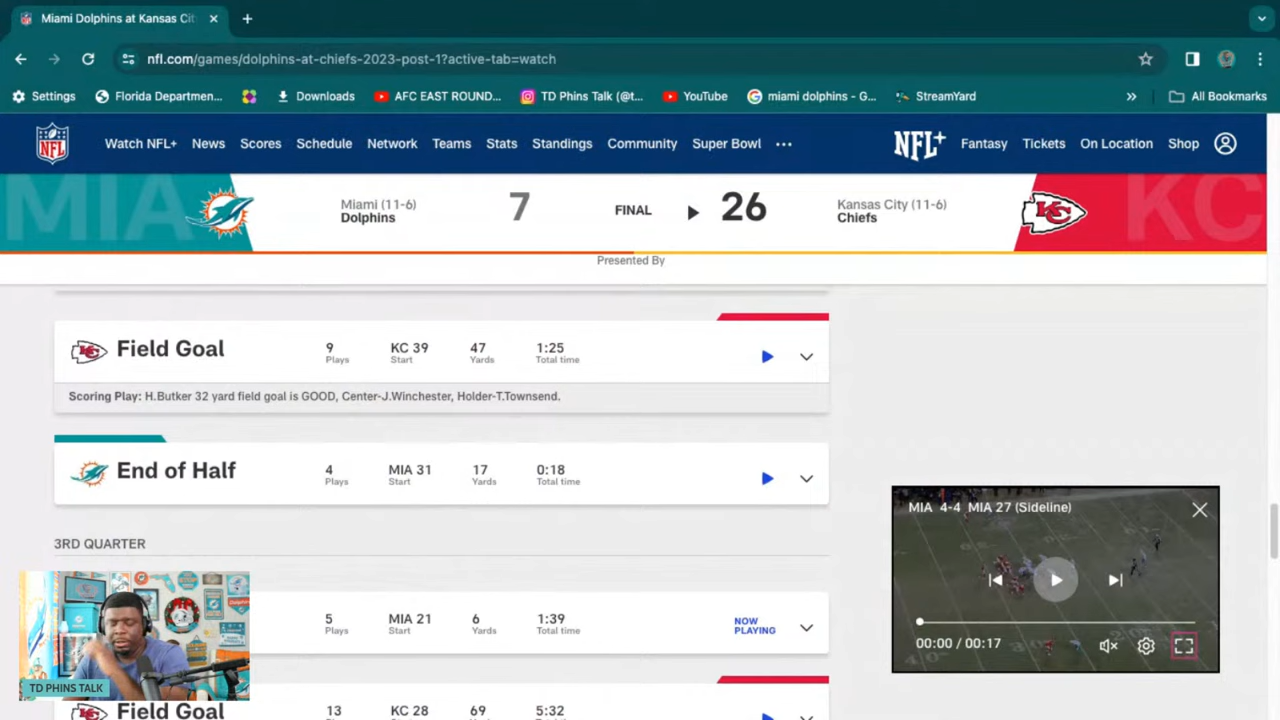 Miami Dolphins at Kansas Cit
nfl.com/games/dolphins-at-chiefs-2023-post-1?active-tab=watch
Settings Florida Departmen... Downloads AFC EAST ROUND... TD Phins Talk (@t... YouTube miami dolphins - G... StreamYard » All Bookmarks
NFL Watch NFL+ News Scores Schedule Network Teams Stats Standings Community Super Bowl ••• NFL+ Fantasy Tickets On Location Shop
MIA Miami (11-6) 7 FINAL 26 Kansas City (11-6) KC KC
Dolphins Chiefs
Presented By
KC Field Goal 9 KC 39 47 1:25
Plays Start Yards Total time
Scoring Play: H.Butker 32 yard field goal is GOOD, Center-J.Winchester, Holder-T.Townsend.
End of Half 4 MIA 31 17 0:18
Plays Start Yards Total time
MIA 4-4 MIA 27 (Sideline)
3RD QUARTER
5 MIA 21 6 1:39 NOW
Plays Start Yards Total time PLAYING
00:00 / 00:17
TD PHINS TALK
KC Field Goal 13 KC 28 69 5:32